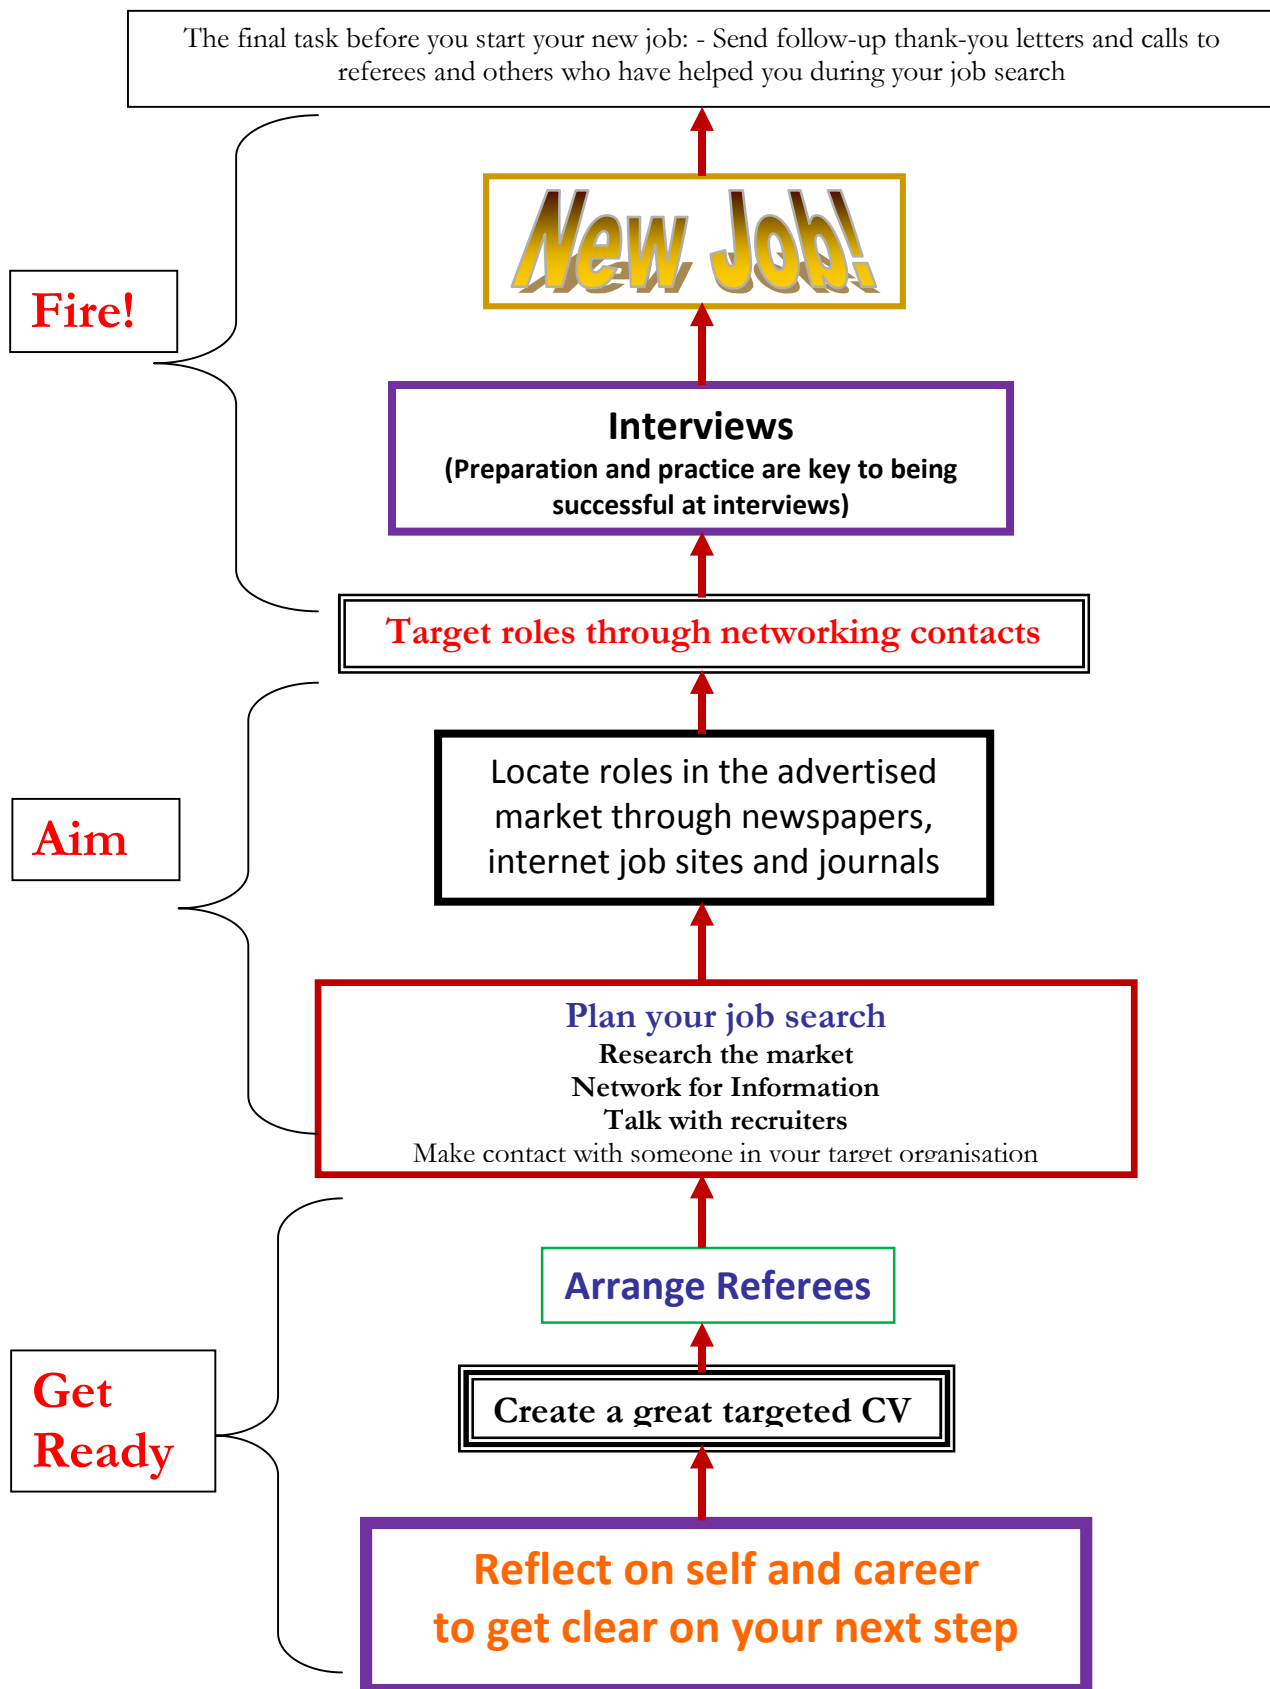 The final task before you start your new job: - Send follow-up thank-you letters and calls to
referees and others who have helped you during your job search
New Job!
Fire!
Interviews
(Preparation and practice are key to being
successful at interviews)
Target roles through networking contacts
Locate roles in the advertised
market through newspapers,
internet job sites and journals
Aim
Plan your job search
Research the market
Network for Information
Talk with recruiters
Make contact with someone in your target organisation
Arrange Referees
Get
Ready
Create a great targeted CV
Reflect on self and career
to get clear on your next step